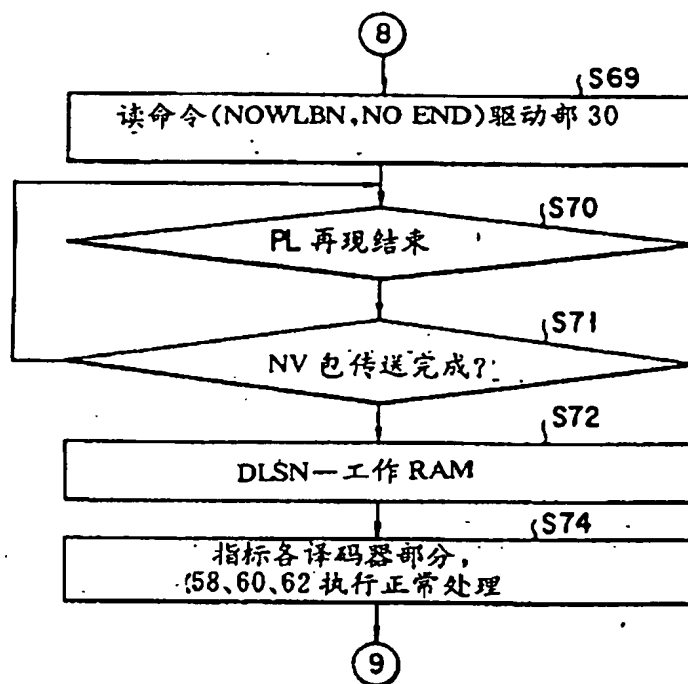 8
S69
读命令(NOWLBN,NO END)驱动部 30
S70
PL 再现结束
S71
NV 包传送完成?
S72
DLSN—工作 RAM
S74
指标各译码器部分,
58、60、62 执行正常处理
9